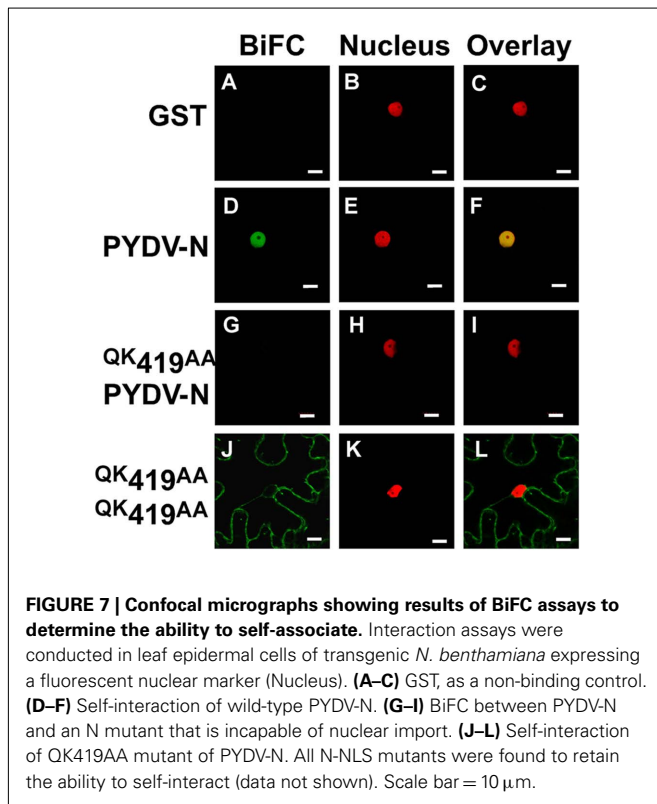 BiFC Nucleus Overlay
GST A B C
PYDV-N D E F
QK419AA G H I
PYDV-N
QK419AA J K L
QK419AA
FIGURE 7 | Confocal micrographs showing results of BiFC assays to
determine the ability to self-associate. Interaction assays were
conducted in leaf epidermal cells of transgenic N. benthamiana expressing
a fluorescent nuclear marker (Nucleus). (A–C) GST, as a non-binding control.
(D–F) Self-interaction of wild-type PYDV-N. (G–I) BiFC between PYDV-N
and an N mutant that is incapable of nuclear import. (J–L) Self-interaction
of QK419AA mutant of PYDV-N. All N-NLS mutants were found to retain
the ability to self-interact (data not shown). Scale bar = 10 μm.